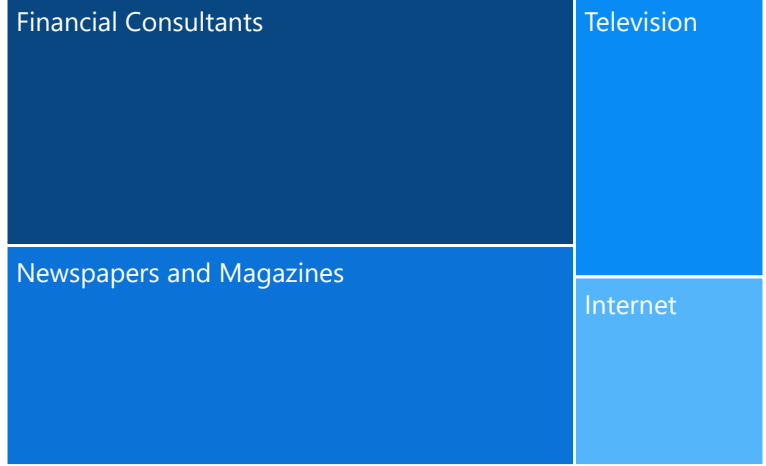 Financial Consultants
Television
Newspapers and Magazines
Internet